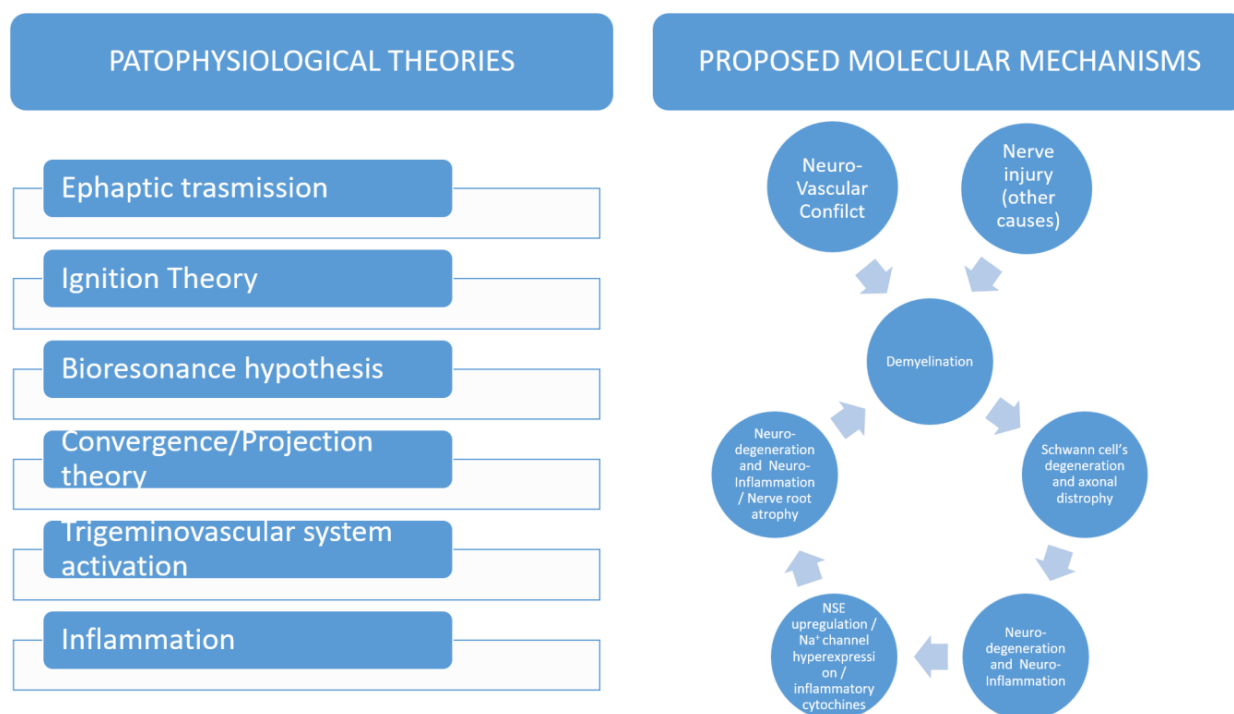 PATOPHYSIOLOGICAL THEORIES
Ephaptic trasmission
Ignition Theory
Bioresonance hypothesis
Convergence/Projection
theory
Trigeminovascular system
activation
Inflammation
PROPOSED MOLECULAR MECHANISMS
Neuro-
Vascular
Confilct
Nerve
injury
(other
causes)
Demyelination
Schwann cell's
degeneration
and axonal
distrophy
Neuro-
degeneration
and Neuro-
Inflammation
NSE
upregulation /
Na⁺ channel
hyperexpressi
on /
inflammatory
cytochines
Neuro-
degeneration
and Neuro-
Inflammation
/ Nerve root
atrophy